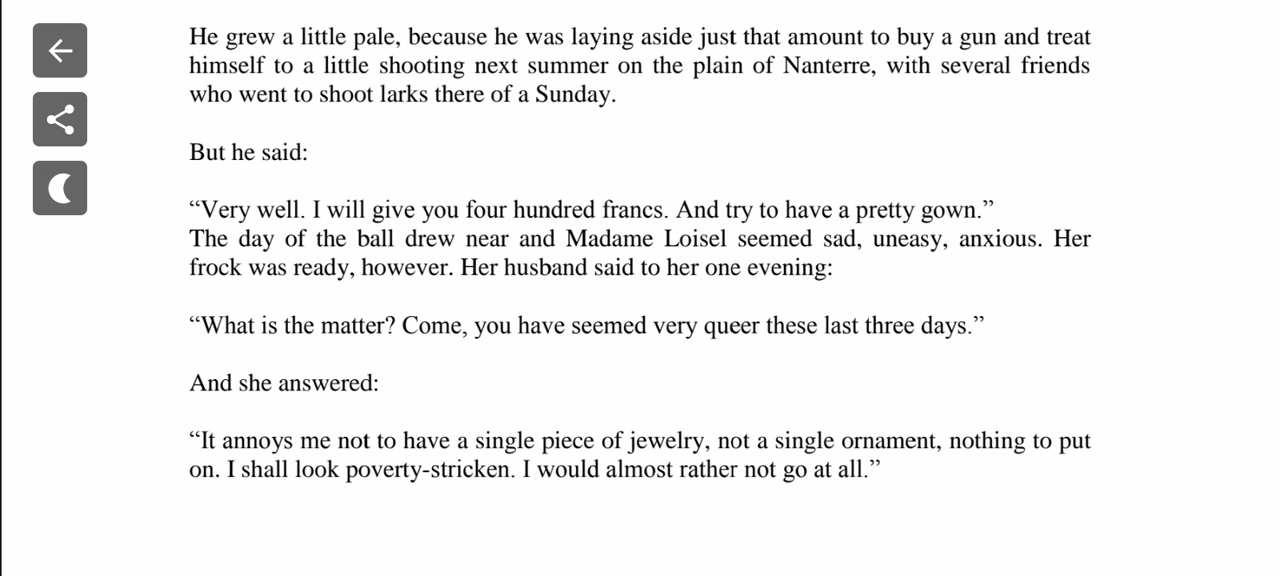 He grew a little pale, because he was laying aside just that amount to buy a gun and treat
himself to a little shooting next summer on the plain of Nanterre, with several friends
who went to shoot larks there of a Sunday.
But he said:
“Very well. I will give you four hundred francs. And try to have a pretty gown.”
The day of the ball drew near and Madame Loisel seemed sad, uneasy, anxious. Her
frock was ready, however. Her husband said to her one evening:
“What is the matter? Come, you have seemed very queer these last three days.”
And she answered:
“It annoys me not to have a single piece of jewelry, not a single ornament, nothing to put
on. I shall look poverty-stricken. I would almost rather not go at all.”